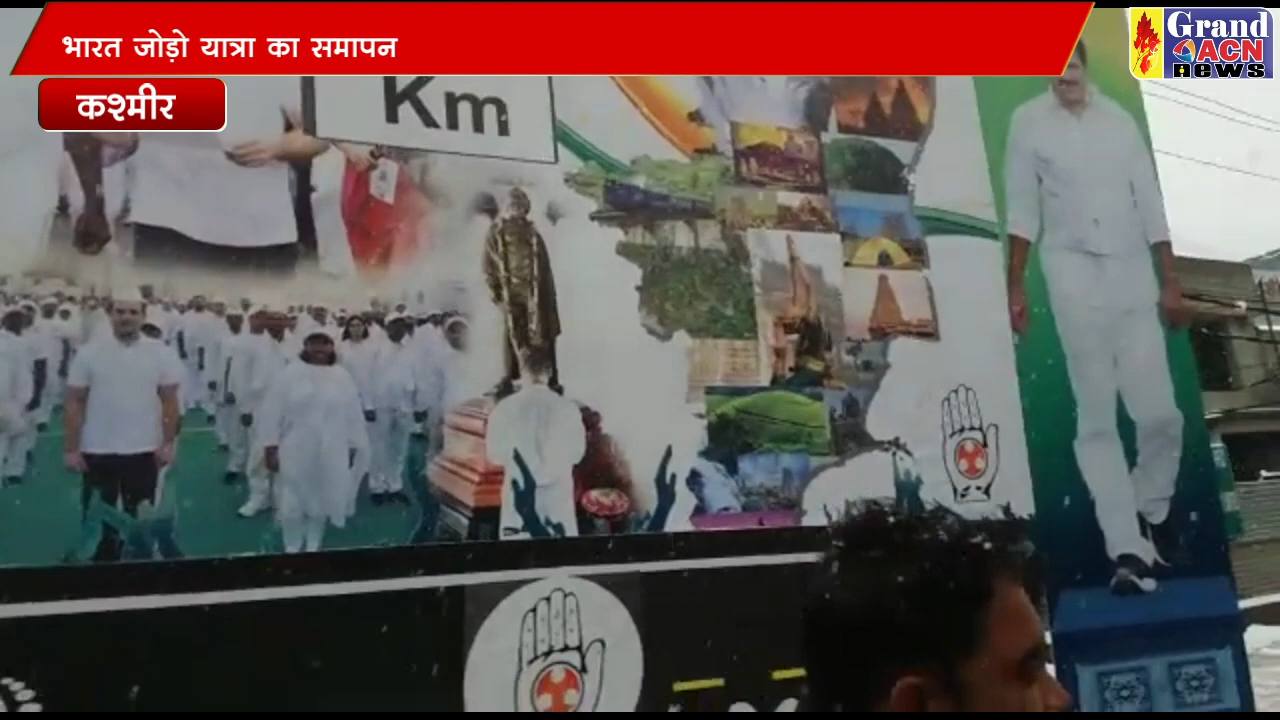 भारत जोड़ो यात्रा का समापन
Grand
ACN
news
कश्मीर
Km